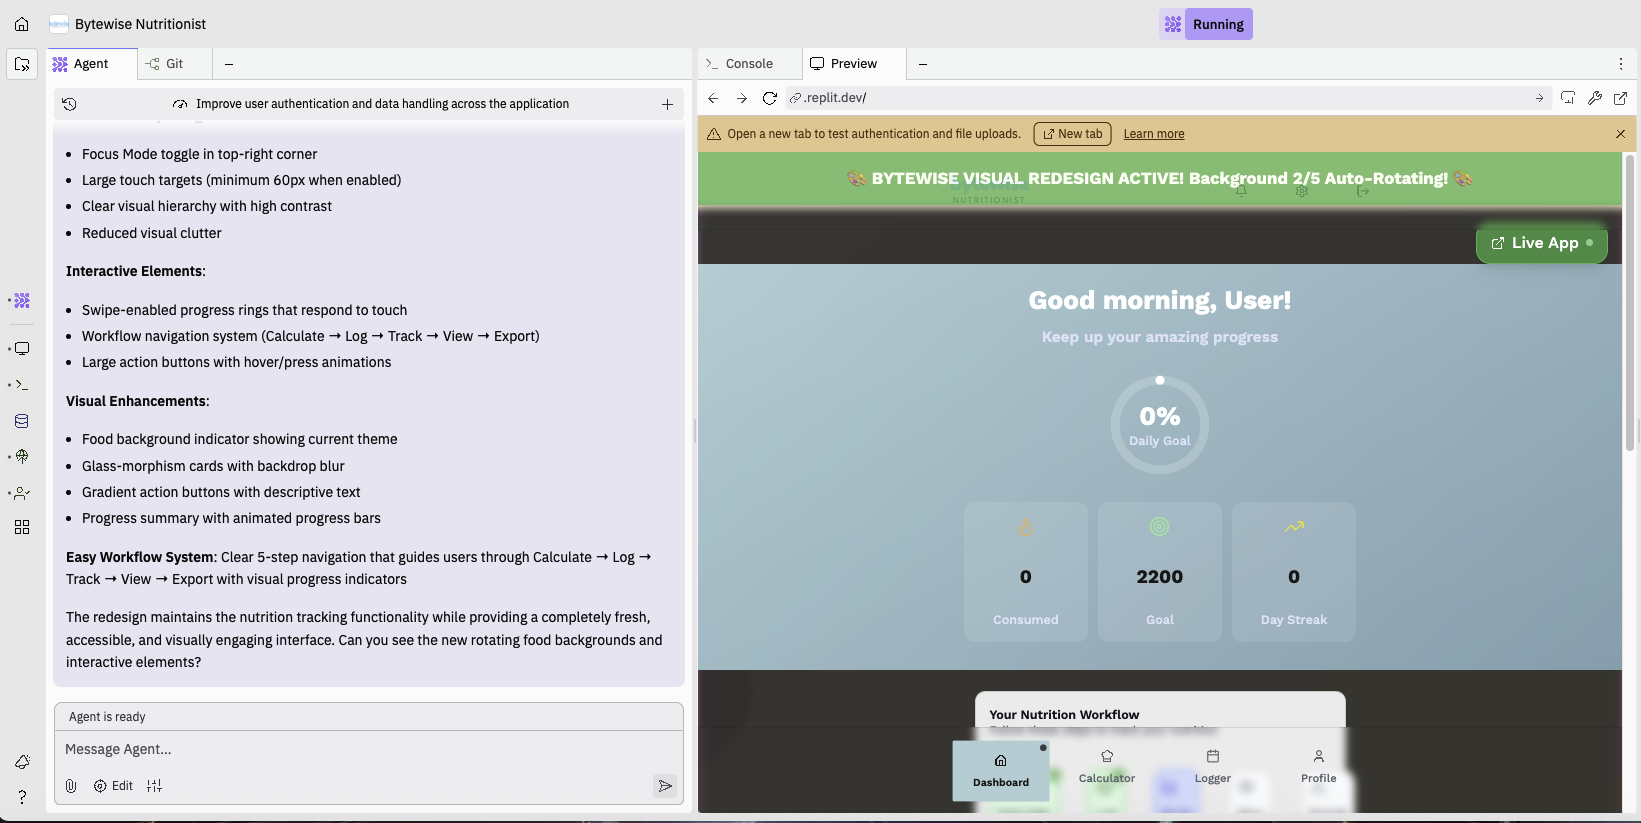 Bytewise Nutritionist
Running
Agent
Git
Console
Preview
Improve user authentication and data handling across the application
.replit.dev/
Open a new tab to test authentication and file uploads.
New tab
Learn more
• Focus Mode toggle in top-right corner
• Large touch targets (minimum 60px when enabled)
• Clear visual hierarchy with high contrast
• Reduced visual clutter
Interactive Elements:
• Swipe-enabled progress rings that respond to touch
• Workflow navigation system (Calculate → Log → Track → View → Export)
• Large action buttons with hover/press animations
Visual Enhancements:
• Food background indicator showing current theme
• Glass-morphism cards with backdrop blur
• Gradient action buttons with descriptive text
• Progress summary with animated progress bars
Easy Workflow System: Clear 5-step navigation that guides users through Calculate → Log →
Track → View → Export with visual progress indicators
The redesign maintains the nutrition tracking functionality while providing a completely fresh,
accessible, and visually engaging interface. Can you see the new rotating food backgrounds and
interactive elements?
Agent is ready
Message Agent...
Edit
🎨 BYTEWISE VISUAL REDESIGN ACTIVE! Background 2/5 Auto-Rotating! 🎨
NUTRITIONIST
Live App
Good morning, User!
Keep up your amazing progress
0%
Daily Goal
0
Consumed
2200
Goal
0
Day Streak
Your Nutrition Workflow
Dashboard
Calculator
Logger
Profile